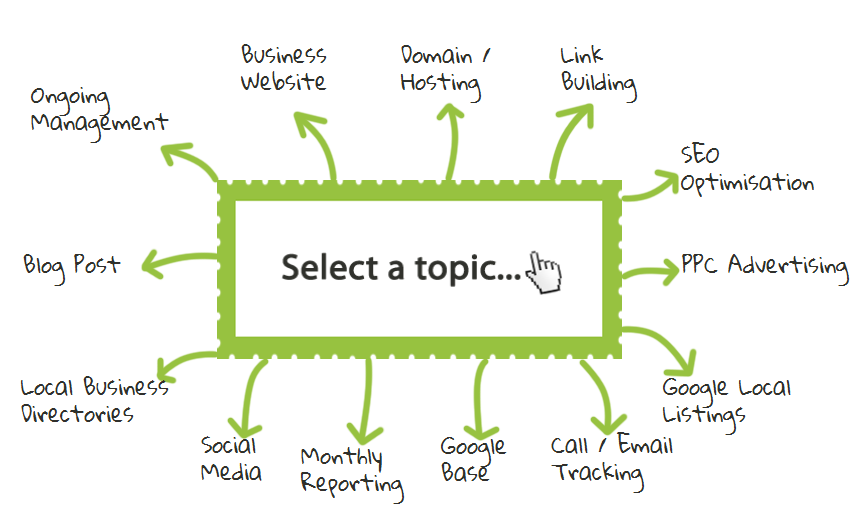 Business
Website
Domain /
Hosting
Link
Building
Ongoing
Management
SEO
Optimisation
Select a topic...
Blog Post
PPC Advertising
Local Business
Directories
Google Local
Listings
Social
Media
Monthly
Reporting
Google
Base
Call / Email
Tracking